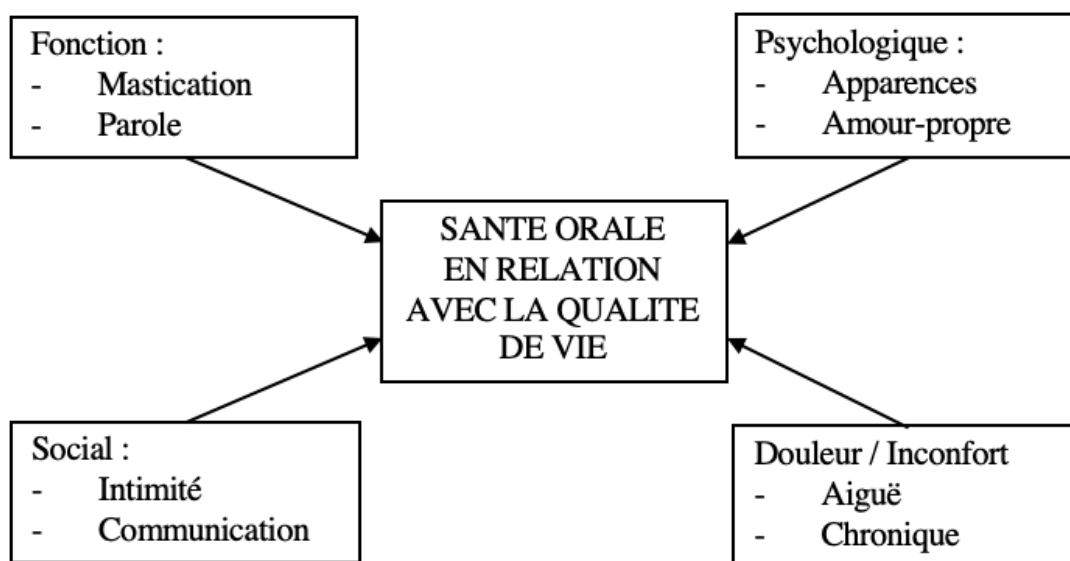 Fonction :
- Mastication
- Parole
Psychologique :
- Apparences
- Amour-propre
SANTE ORALE
EN RELATION
AVEC LA QUALITE
DE VIE
Social :
- Intimité
- Communication
Douleur / Inconfort
- Aiguë
- Chronique